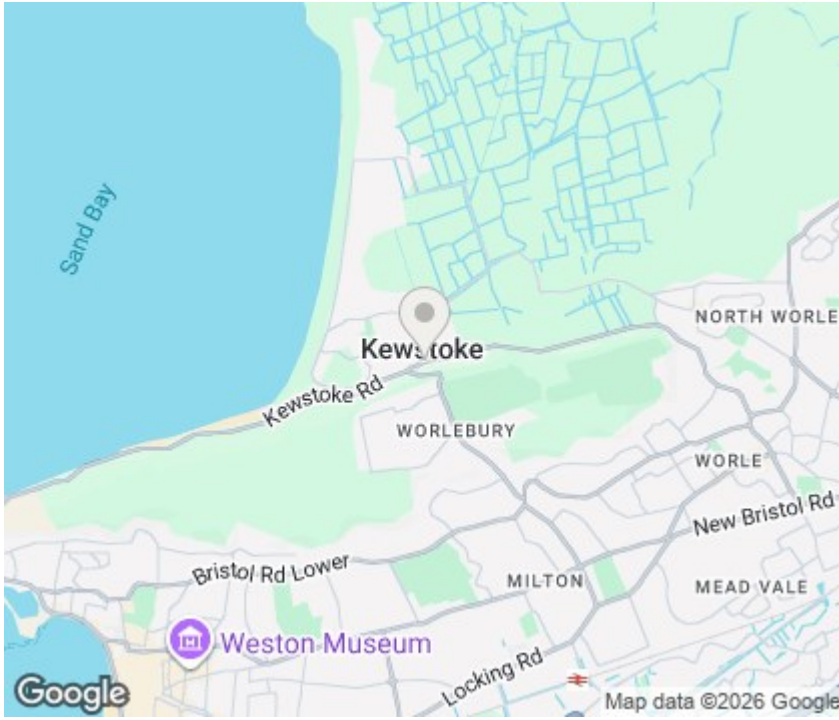 Sand Bay
NORTH WORLE
Kewstoke
Kewstoke Rd
WORLEBURY
WORLE
New Bristol Rd
Bristol Rd Lower
MILTON
MEAD VALE
Weston Museum
Locking Rd
Google
Map data ©2026 Google